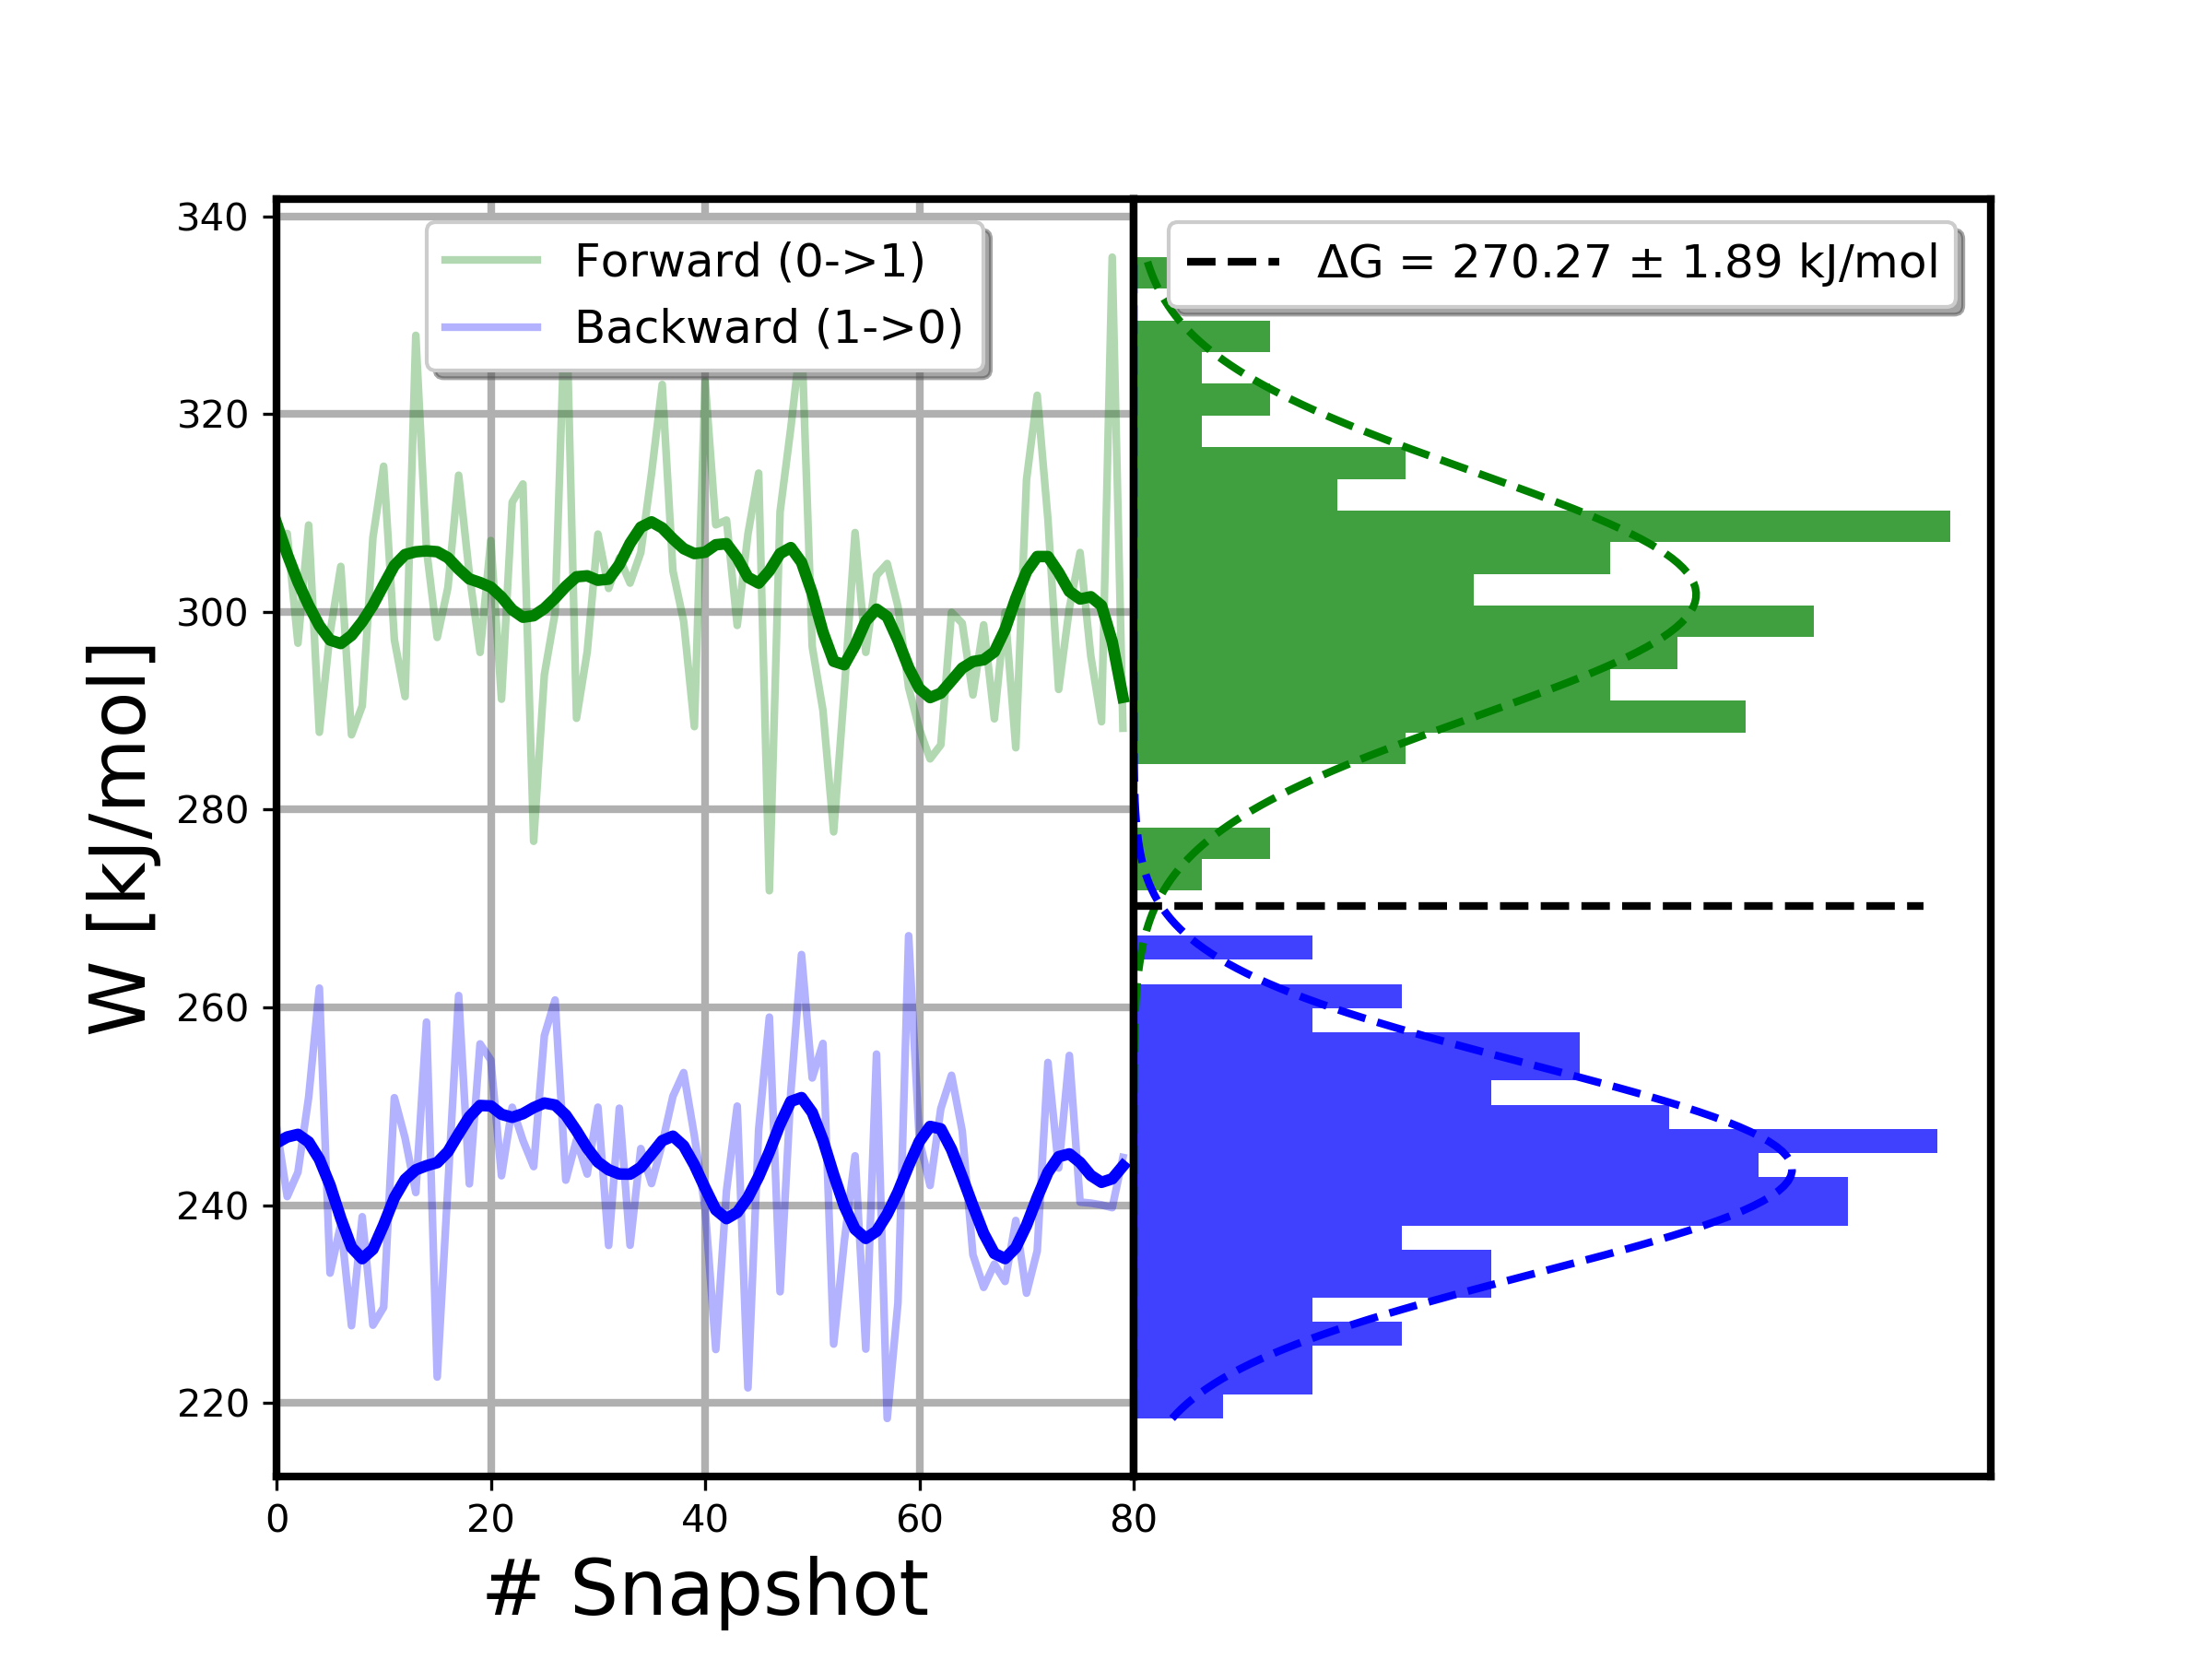 Forward (0->1)
Backward (1->0)
ΔG = 270.27 ± 1.89 kJ/mol
W [kJ/mol]
340
320
300
280
260
240
220
0 20 40 60 80
# Snapshot